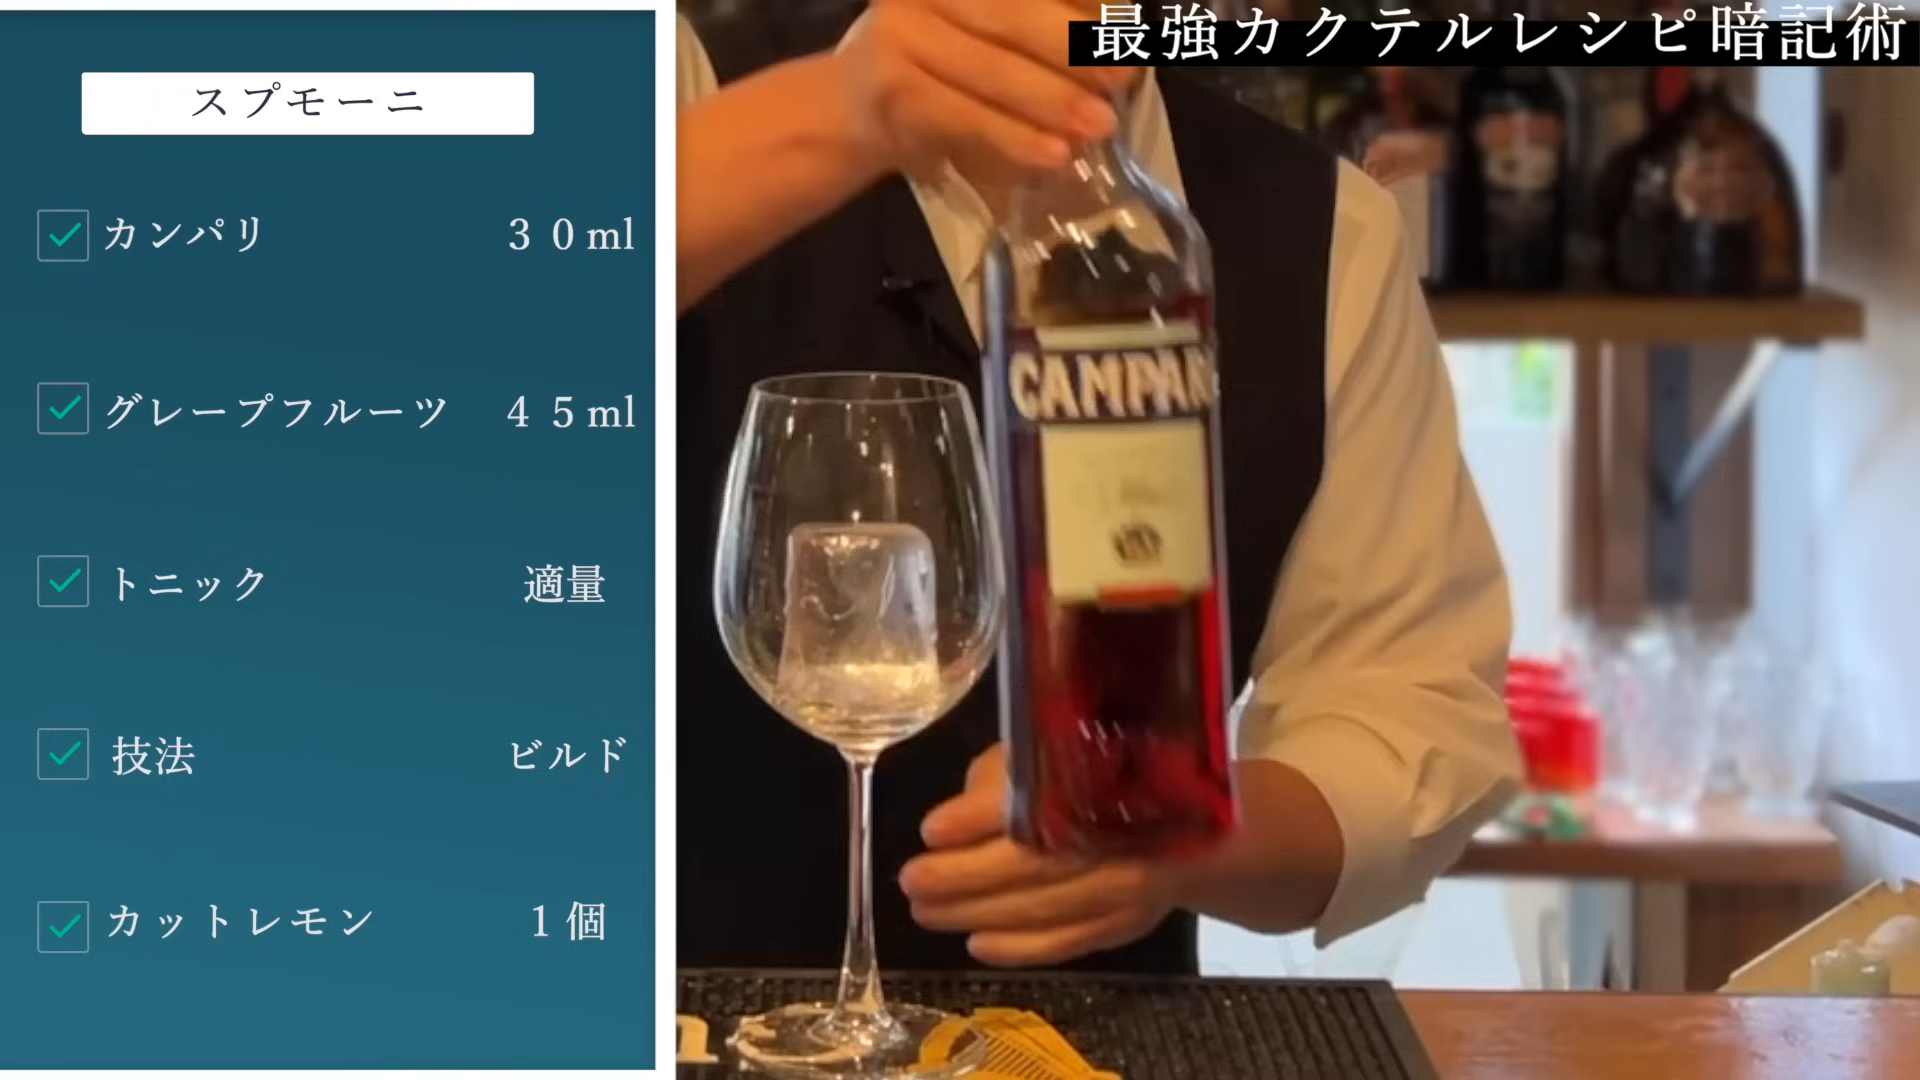 最強カクテルレシピ暗記術
スプモーニ
カンパリ ３０ml
グレープフルーツ ４５ml
トニック 適量
技法 ビルド
カットレモン １個
CAMPARI